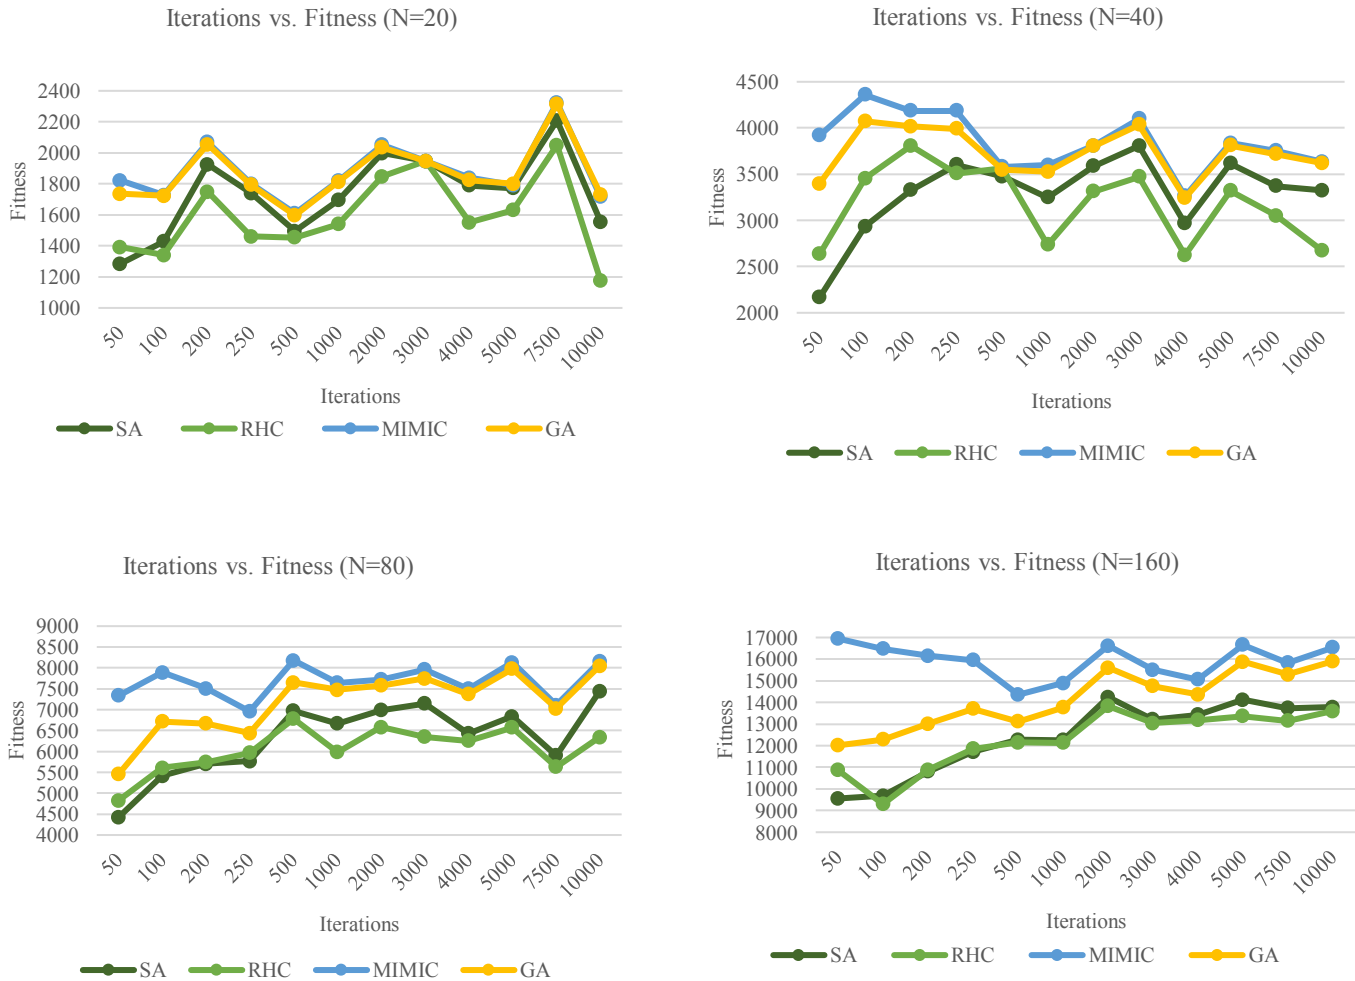 Iterations vs. Fitness (N=20)
2400
2200
2000
1800
1600
1400
1200
1000
Fitness
50 100 200 250 500 1000 2000 3000 4000 5000 7500 10000
Iterations
SA RHC MIMIC GA
Iterations vs. Fitness (N=40)
4500
4000
3500
3000
2500
2000
Fitness
50 100 200 250 500 1000 2000 3000 4000 5000 7500 10000
Iterations
SA RHC MIMIC GA
Iterations vs. Fitness (N=80)
9000
8500
8000
7500
7000
6500
6000
5500
5000
4500
4000
Fitness
50 100 200 250 500 1000 2000 3000 4000 5000 7500 10000
Iterations
SA RHC MIMIC GA
Iterations vs. Fitness (N=160)
17000
16000
15000
14000
13000
12000
11000
10000
9000
8000
Fitness
50 100 200 250 500 1000 2000 3000 4000 5000 7500 10000
Iterations
SA RHC MIMIC GA